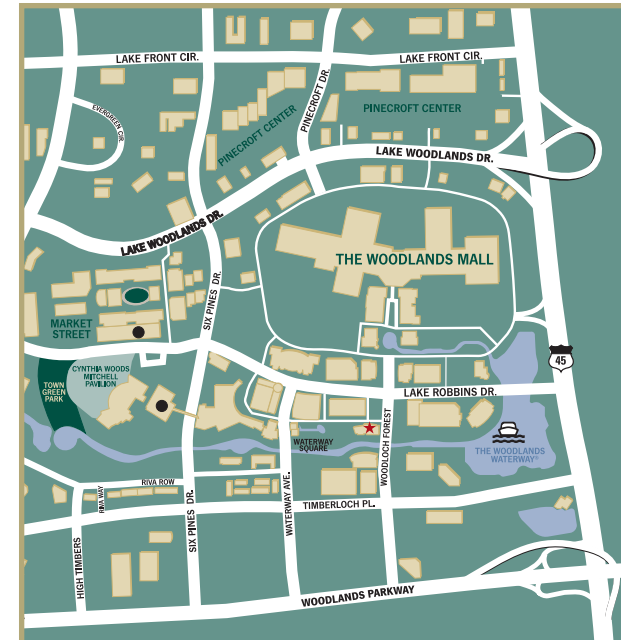 LAKE FRONT CIR.
LAKE FRONT CIR.
EVERGREEN CIR.
PINECROFT CENTER
PINECROFT DR.
PINECROFT CENTER
LAKE WOODLANDS DR.
LAKE WOODLANDS DR.
THE WOODLANDS MALL
SIX PINES DR.
MARKET
STREET
CYNTHIA WOODS
MITCHELL
PAVILION
TOWN
GREEN
PARK
45
LAKE ROBBINS DR.
WATERWAY
SQUARE
WOODLOCH FOREST
THE WOODLANDS
WATERWAY®
RIVA ROW
RIVA WAY
HIGH TIMBERS
SIX PINES DR.
WATERWAY AVE.
TIMBERLOCH PL.
WOODLANDS PARKWAY